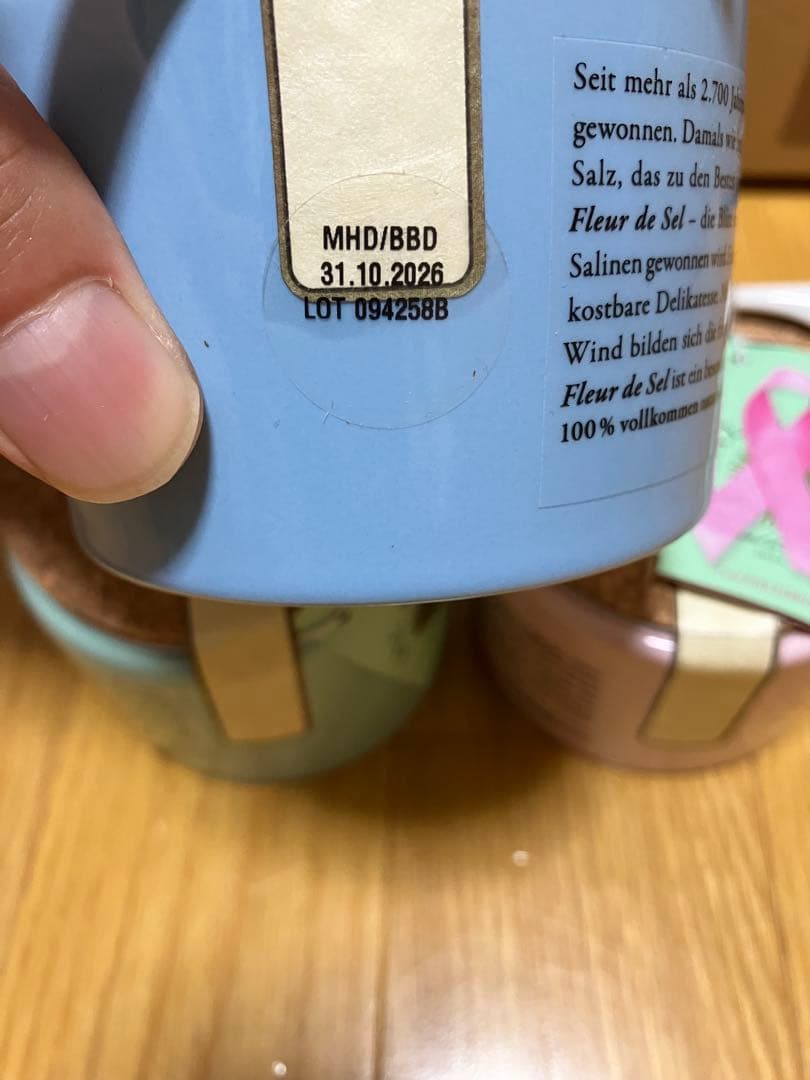 MHD/BBD
31.10.2026
LOT 094258B
Seit mehr als 2.700
gewonnen. Damals
Salz, das zu den
Fleur de Sel – die
Salinen gewonnen
kostbare Delikatesse.
Wind bilden sich die
Fleur de Sel ist ein
100 % vollkommen